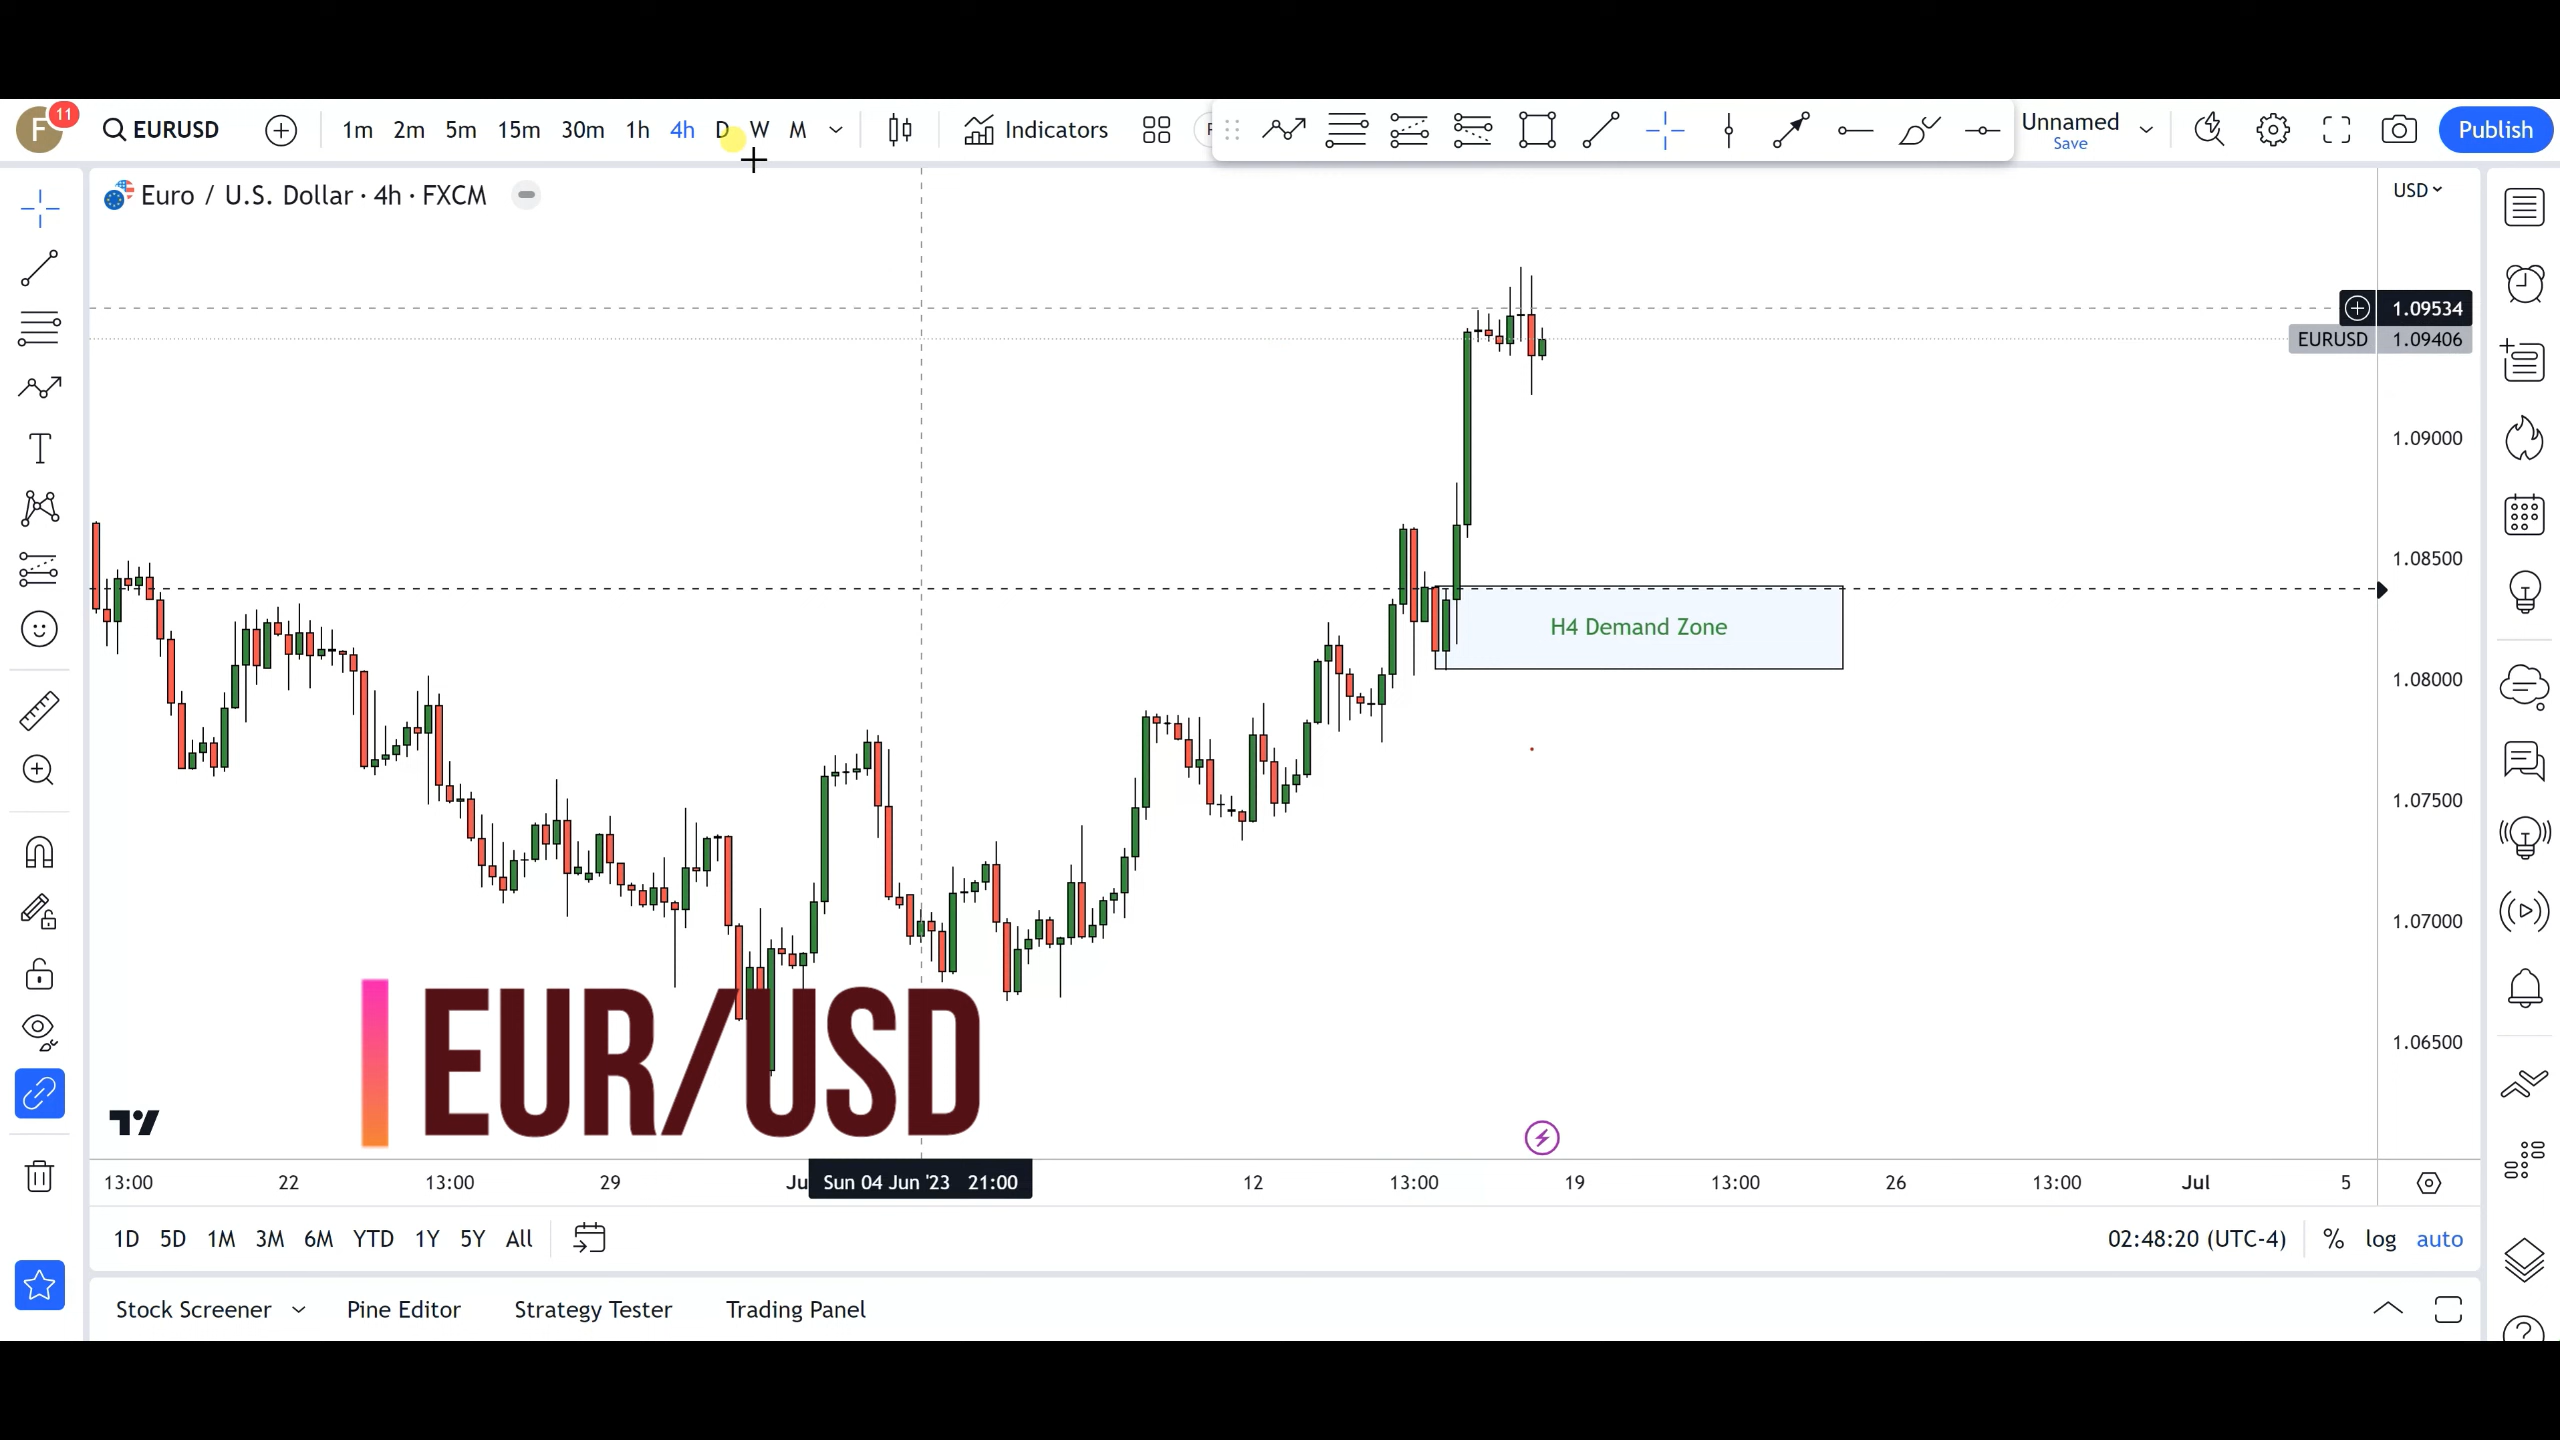 F 11 EURUSD 1m 2m 5m 15m 30m 1h 4h D W M Indicators Unnamed Save Publish
Euro / U.S. Dollar · 4h · FXCM
USD
1.09534
EURUSD 1.09406
1.09000
1.08500
H4 Demand Zone
1.08000
1.07500
1.07000
1.06500
EUR/USD
13:00 22 13:00 29 Ju Sun 04 Jun '23 21:00 12 13:00 19 13:00 26 13:00 Jul 5
1D 5D 1M 3M 6M YTD 1Y 5Y All 02:48:20 (UTC-4) % log auto
Stock Screener Pine Editor Strategy Tester Trading Panel